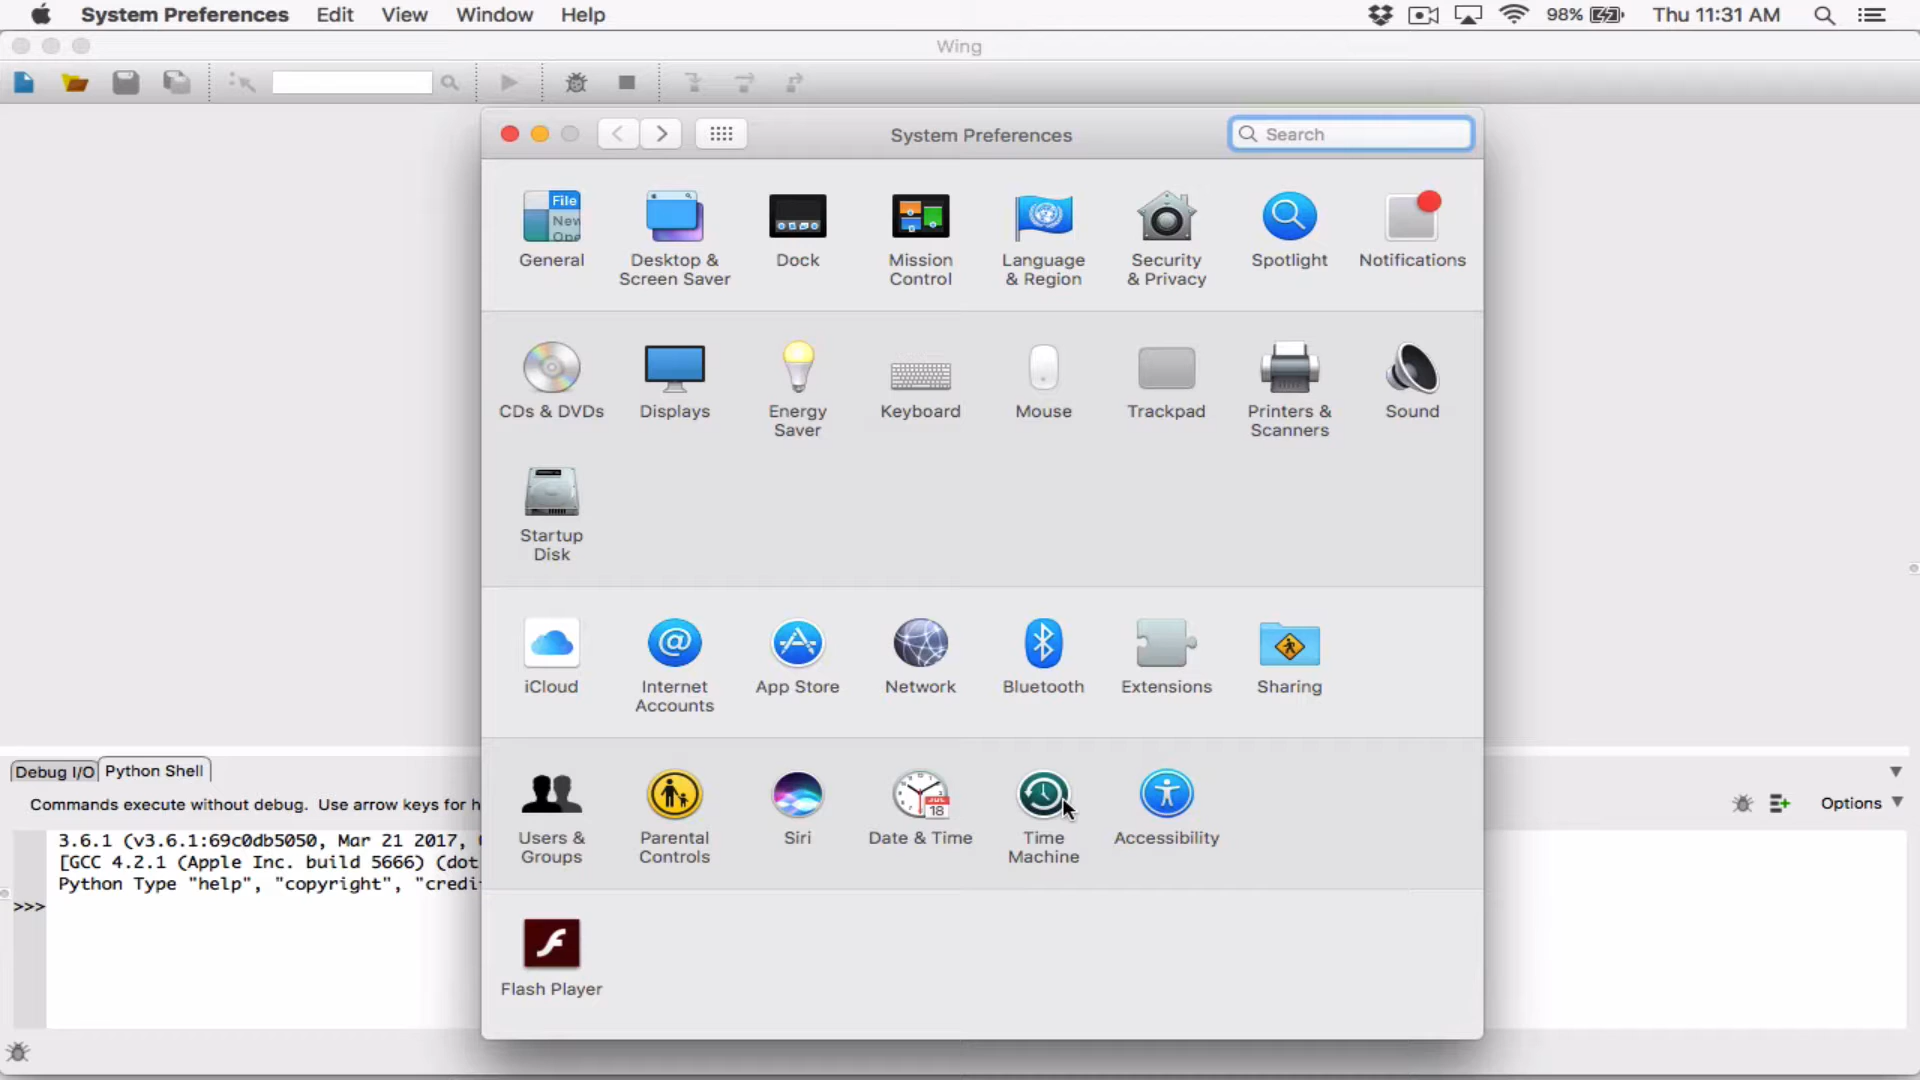 System Preferences Edit View Window Help 98% Thu 11:31 AM
Wing
System Preferences Search
File
New
Ope
General
Desktop &
Screen Saver
Dock
Mission
Control
Language
& Region
Security
& Privacy
Spotlight
Notifications
CDs & DVDs
Displays
Energy
Saver
Keyboard
Mouse
Trackpad
Printers &
Scanners
Sound
Startup
Disk
iCloud
@
Internet
Accounts
App Store
Network
Bluetooth
Extensions
Sharing
Users &
Groups
Parental
Controls
Siri
JUL
18
Date & Time
Time
Machine
Accessibility
Flash Player
Debug I/O Python Shell
Commands execute without debug. Use arrow keys for h
Options
3.6.1 (v3.6.1:69c0db5050, Mar 21 2017,
[GCC 4.2.1 (Apple Inc. build 5666) (dot
Python Type "help", "copyright", "credi
>>>